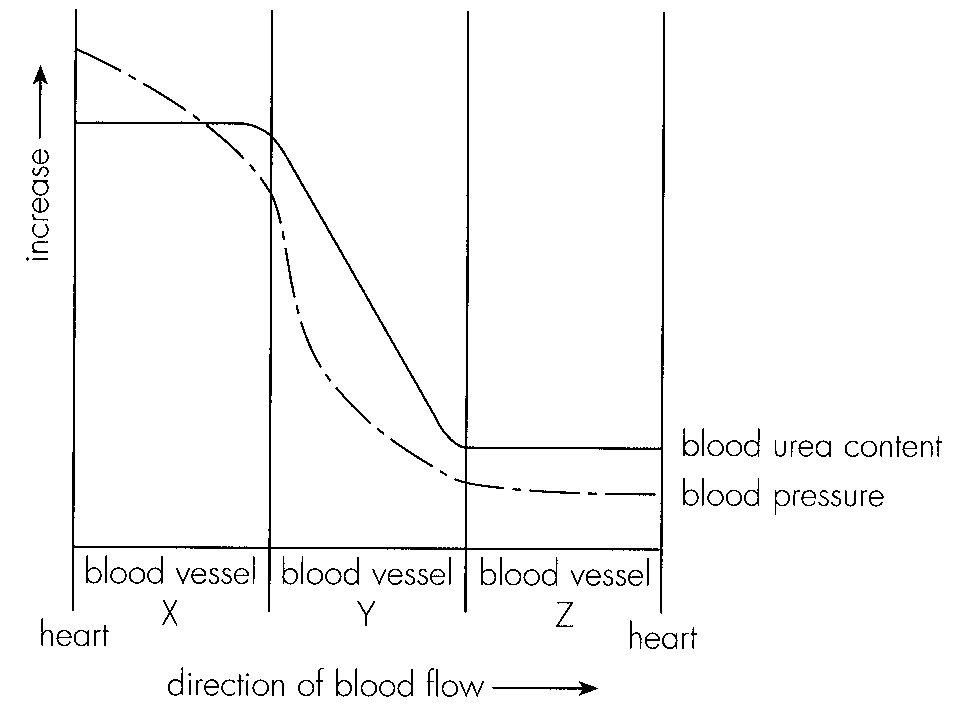 increase
blood urea content
blood pressure
blood vessel X
blood vessel Y
blood vessel Z
heart
heart
direction of blood flow